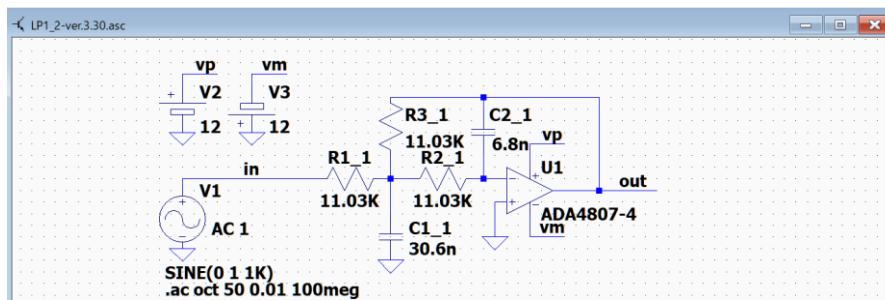 LP1_2-ver.3.30.asc
vp
vm
+
V2
V3
12
+
12
R3_1
11.03K
C2_1
6.8n
vp
in
R1_1
R2_1
U1
V1
+
-
AC 1
11.03K
11.03K
-
+
+
-
out
ADA4807-4
vm
C1_1
30.6n
SINE(0 1 1K)
.ac oct 50 0.01 100meg